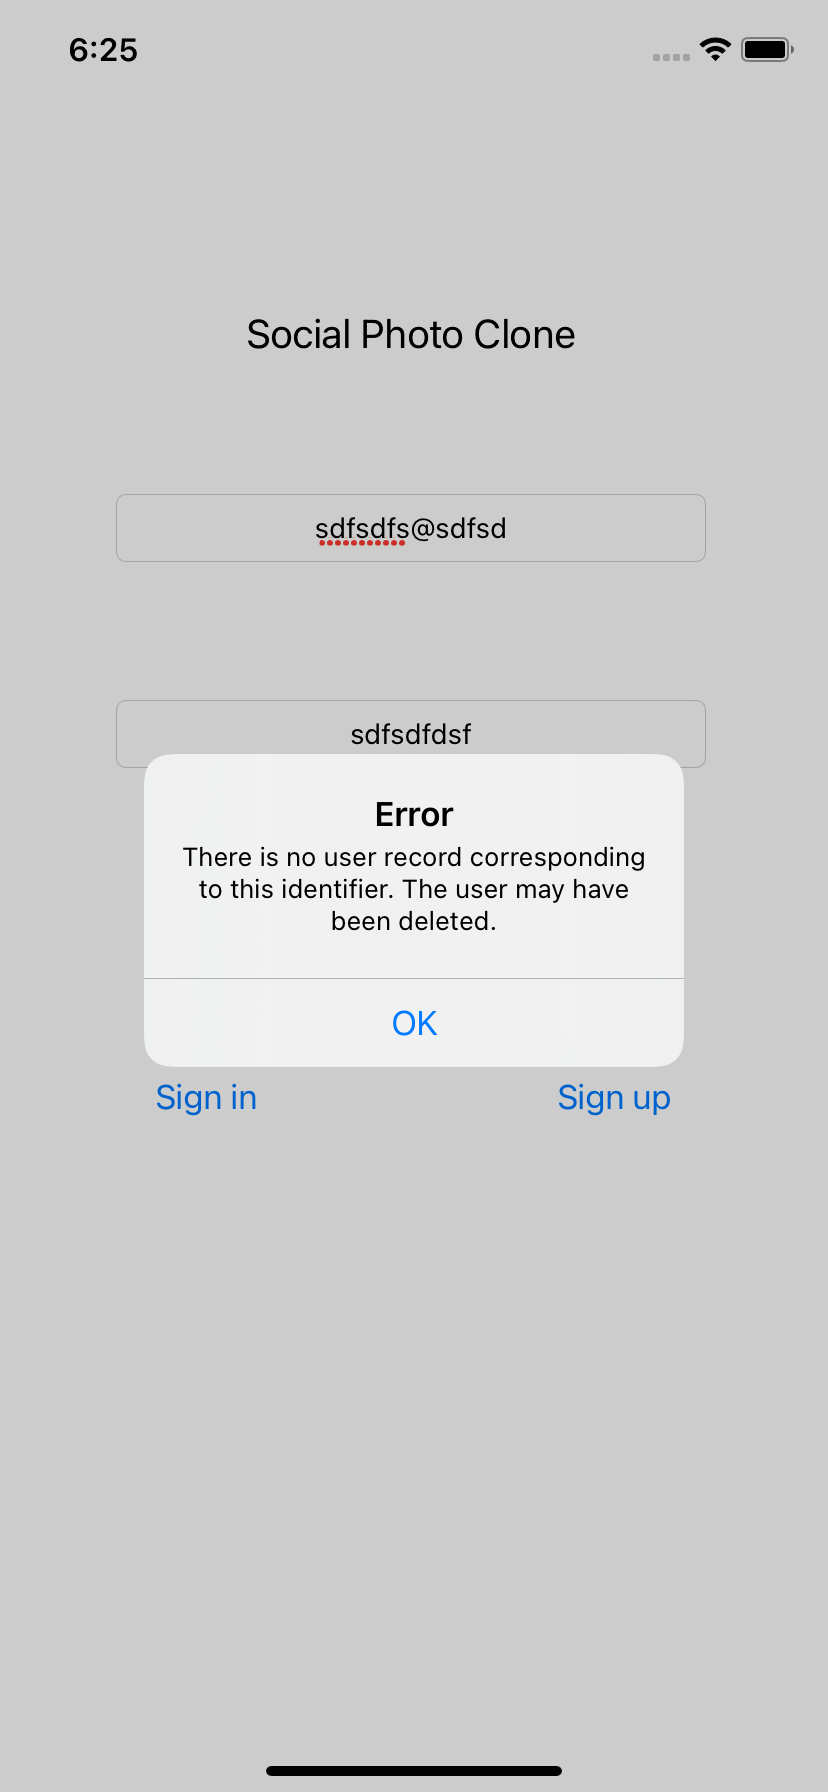 6:25
Social Photo Clone
sdfsdfs@sdfsd
sdfsdfdsf
Error
There is no user record corresponding
to this identifier. The user may have
been deleted.
OK
Sign in Sign up